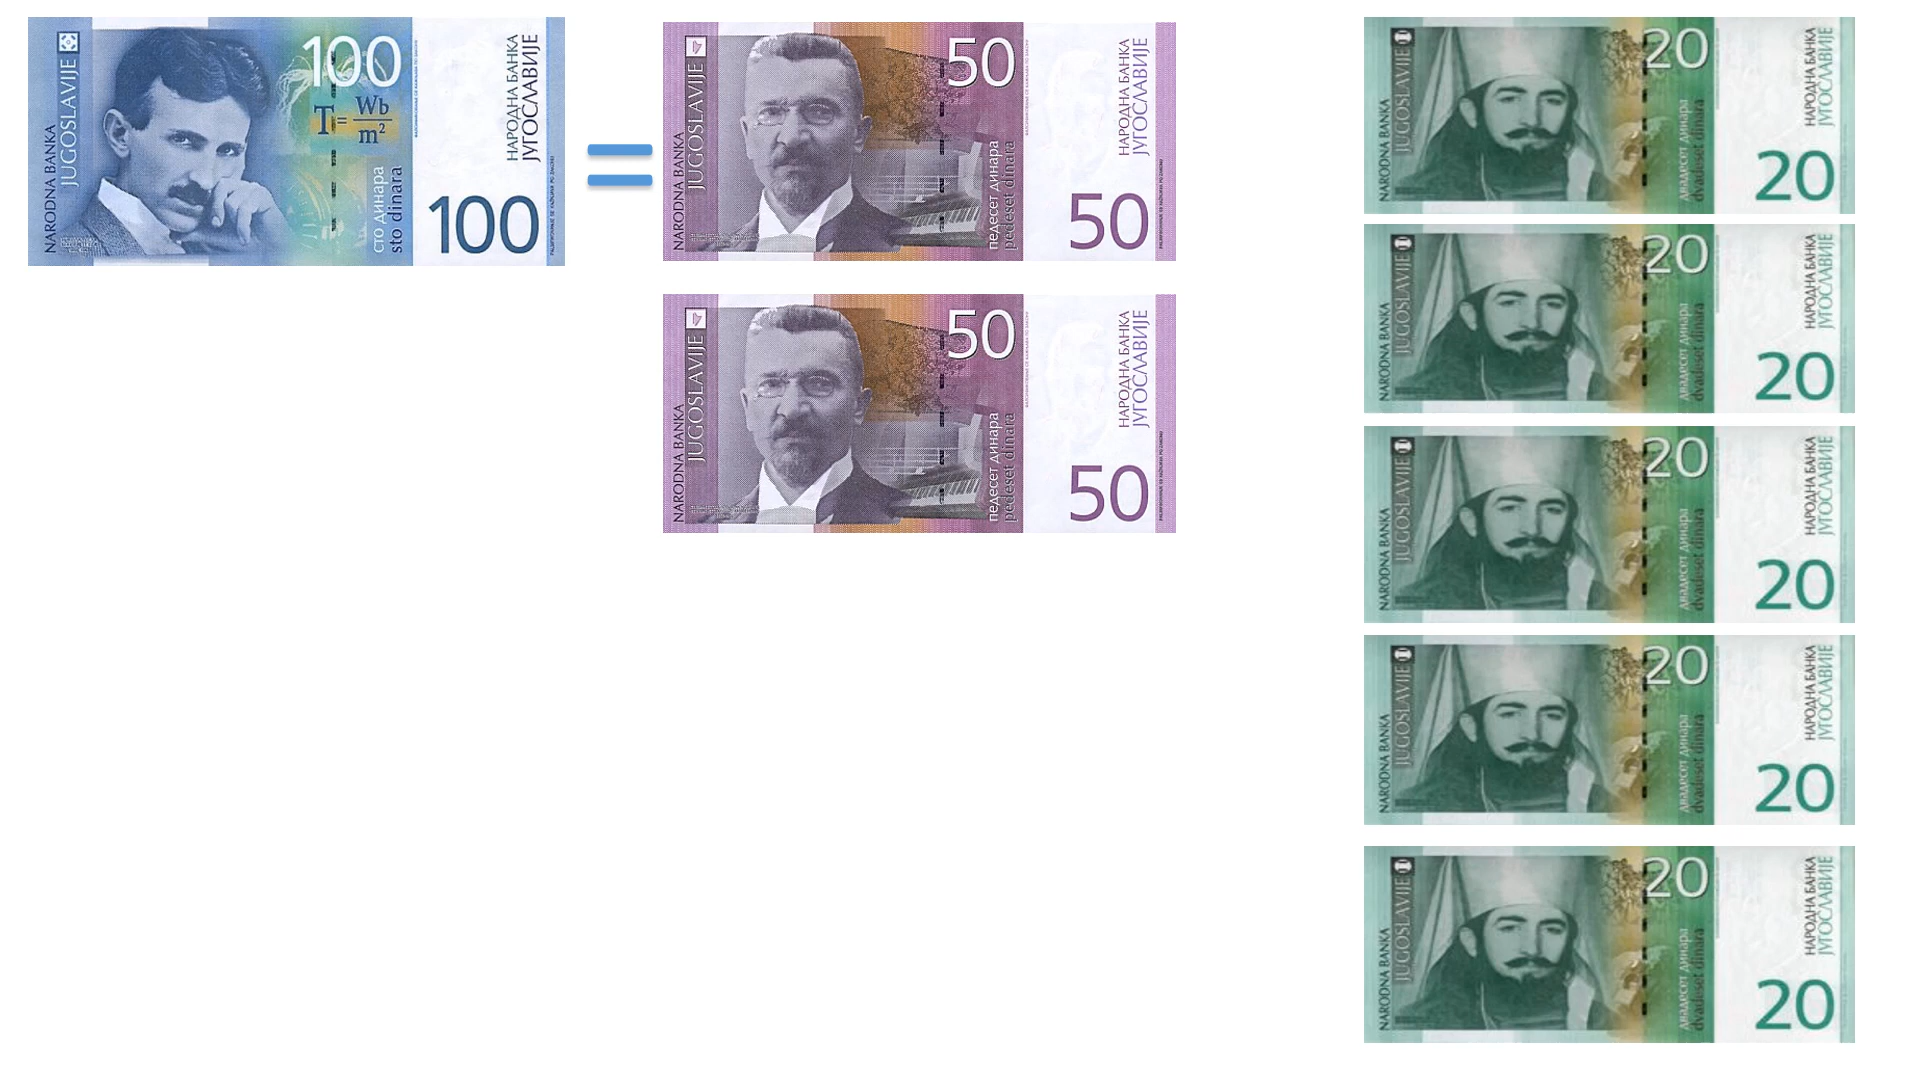 NARODNA BANKA
JUGOSLAVIJE
100
T = Wb
m²
сто динара
sto dinara
НАРОДНА БАНКА
ЈУГОСЛАВИЈЕ
100
=
NARODNA BANKA
JUGOSLAVIJE
50
педесет динара
pedeset dinara
НАРОДНА БАНКА
ЈУГОСЛАВИЈЕ
50
NARODNA BANKA
JUGOSLAVIJE
50
педесет динара
pedeset dinara
НАРОДНА БАНКА
ЈУГОСЛАВИЈЕ
50
NARODNA BANKA
JUGOSLAVIJE
20
двадесет динара
dvadeset dinara
НАРОДНА БАНКА
ЈУГОСЛАВИЈЕ
20
NARODNA BANKA
JUGOSLAVIJE
20
двадесет динара
dvadeset dinara
НАРОДНА БАНКА
ЈУГОСЛАВИЈЕ
20
NARODNA BANKA
JUGOSLAVIJE
20
двадесет динара
dvadeset dinara
НАРОДНА БАНКА
ЈУГОСЛАВИЈЕ
20
NARODNA BANKA
JUGOSLAVIJE
20
двадесет динара
dvadeset dinara
НАРОДНА БАНКА
ЈУГОСЛАВИЈЕ
20
NARODNA BANKA
JUGOSLAVIJE
20
двадесет динара
dvadeset dinara
НАРОДНА БАНКА
ЈУГОСЛАВИЈЕ
20